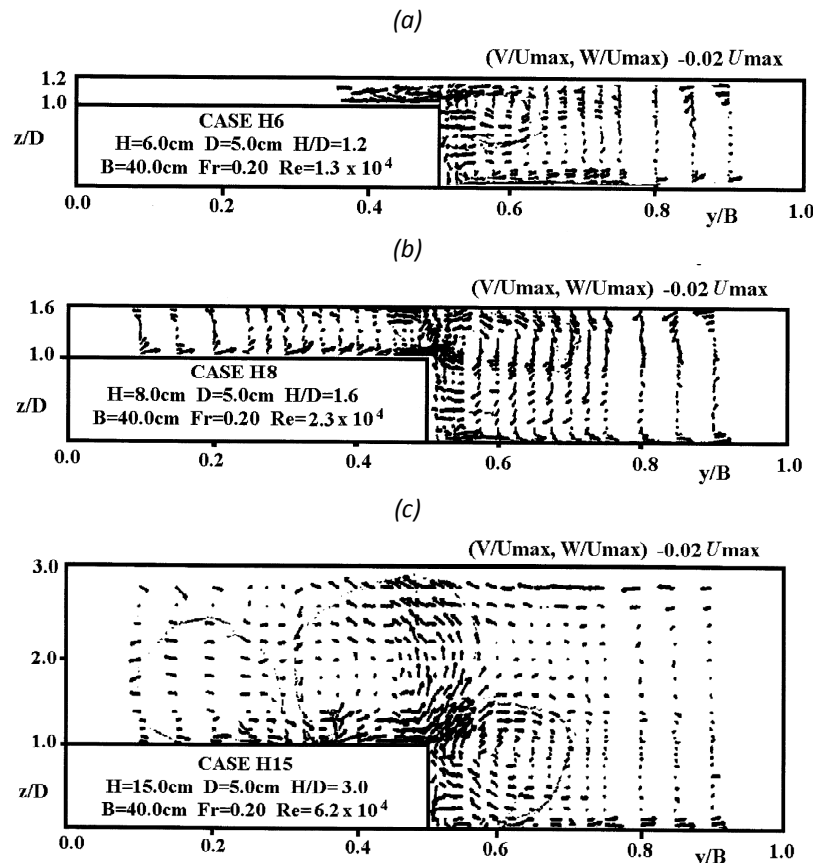 (a)
(V/Umax, W/Umax) -0.02 Umax
1.2
1.0
z/D
CASE H6
H=6.0cm D=5.0cm H/D=1.2
B=40.0cm Fr=0.20 Re=1.3 x 10⁴
0.0 0.2 0.4 0.6 0.8 1.0
y/B
(b)
(V/Umax, W/Umax) -0.02 Umax
1.6
1.0
z/D
CASE H8
H=8.0cm D=5.0cm H/D=1.6
B=40.0cm Fr=0.20 Re=2.3 x 10⁴
0.0 0.2 0.4 0.6 0.8 1.0
y/B
(c)
(V/Umax, W/Umax) -0.02 Umax
3.0
2.0
1.0
z/D
CASE H15
H=15.0cm D=5.0cm H/D=3.0
B=40.0cm Fr=0.20 Re=6.2 x 10⁴
0.0 0.2 0.4 0.6 0.8 1.0
y/B